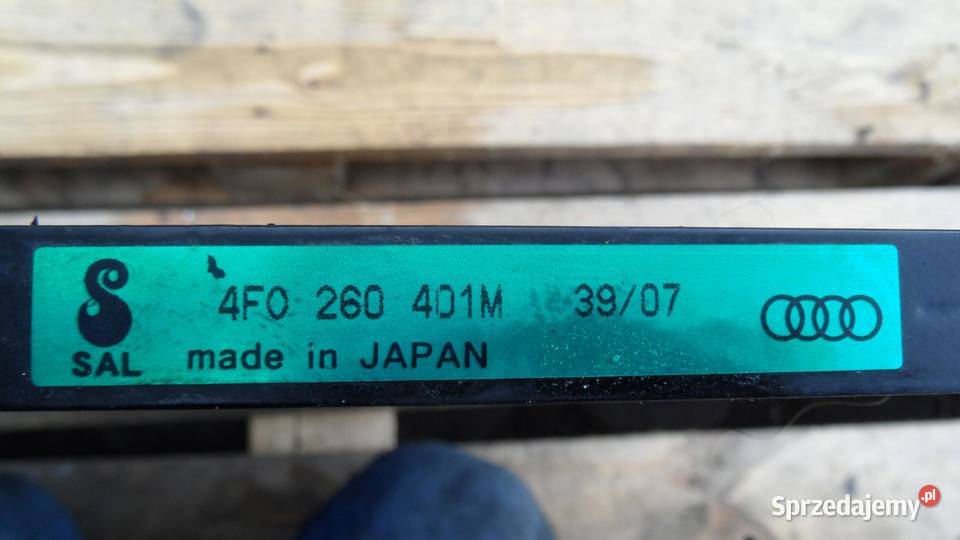 4F0 260 401M 39/07
SAL made in JAPAN
Sprzedajemy.pl